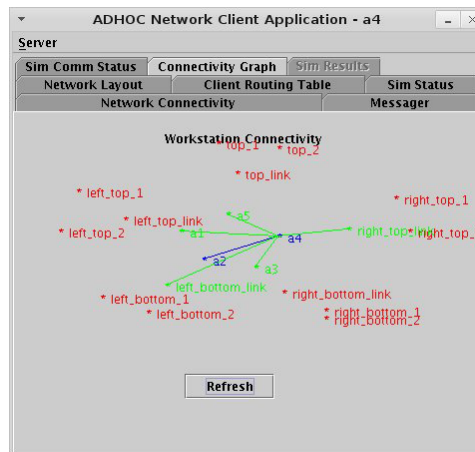 ADHOC Network Client Application - a4
Server
Sim Comm Status Connectivity Graph Sim Results
Network Layout Client Routing Table Sim Status
Network Connectivity Messager
Workstation Connectivity
* top_1
* top_2
* top_link
* left_top_1
* right_top_1
a5
* left_top_link
* left_top_2
a1
a4
right_top_link
* right_top_
a2
a3
left_bottom_link
* right_bottom_link
* left_bottom_1
* left_bottom_2
* right_bottom_1
* right_bottom_2
Refresh